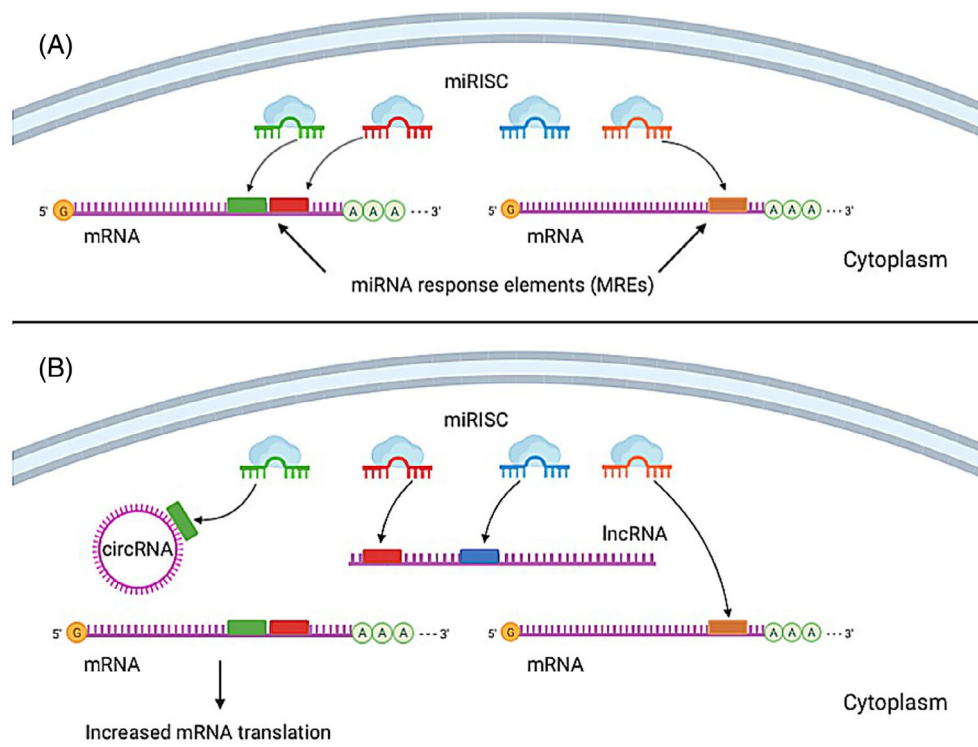 (A)
miRISC
5' G A A A ---3'
5' G A A A ---3'
mRNA
mRNA
Cytoplasm
miRNA response elements (MREs)
(B)
miRISC
circRNA
lncRNA
5' G A A A ---3'
5' G A A A ---3'
mRNA
mRNA
Cytoplasm
Increased mRNA translation